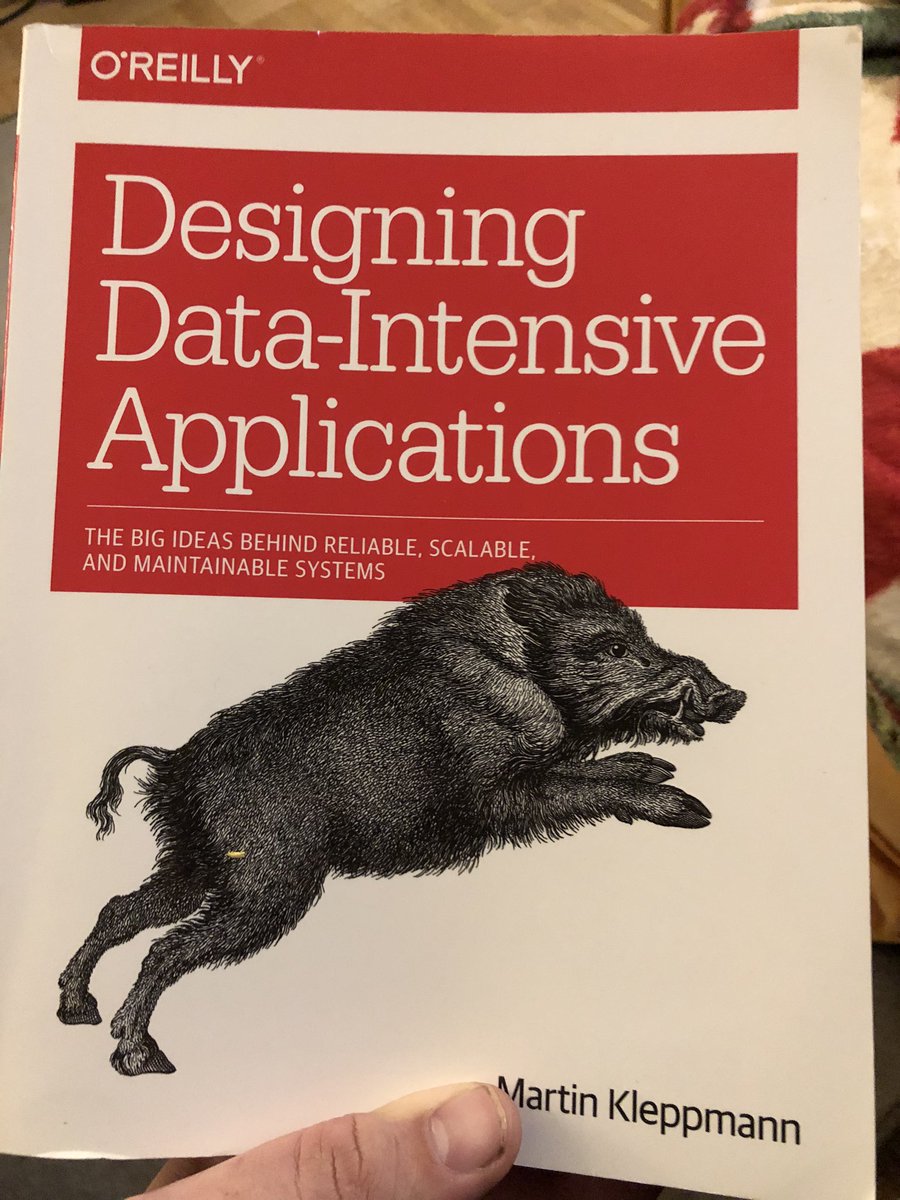 O'REILLY®
Designing
Data-Intensive
Applications
THE BIG IDEAS BEHIND RELIABLE, SCALABLE,
AND MAINTAINABLE SYSTEMS
Martin Kleppmann